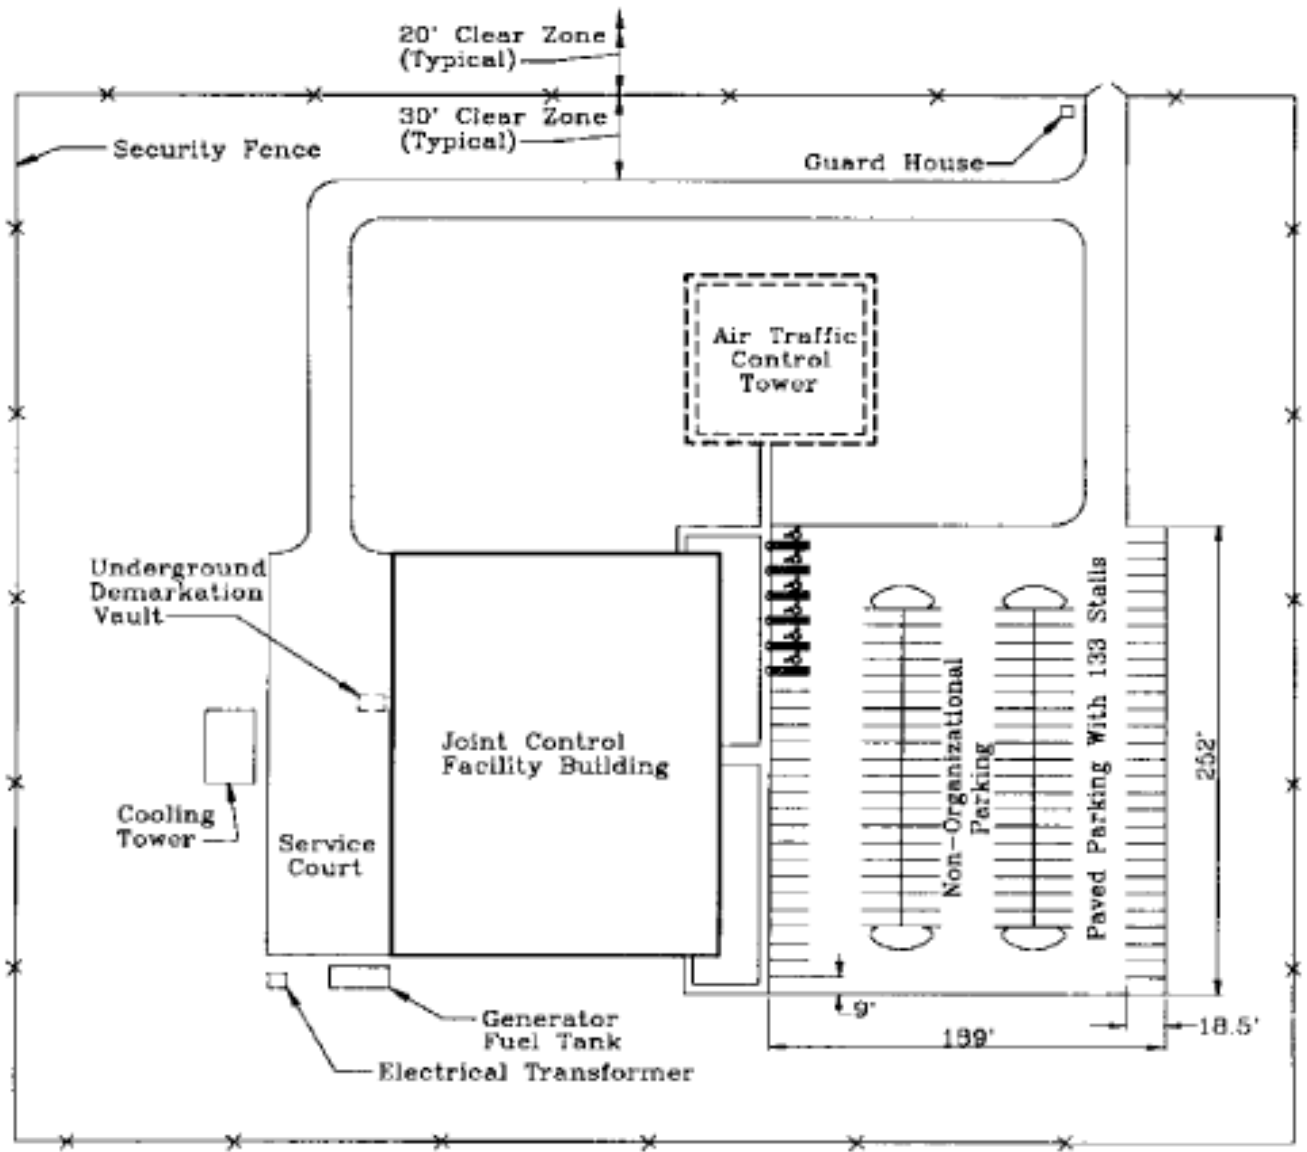 20' Clear Zone
(Typical)
30' Clear Zone
(Typical)
Security Fence
Guard House
Air Traffic
Control
Tower
Underground
Demarkation
Vault
Joint Control
Facility Building
Cooling
Tower
Service
Court
Non-Organizational
Parking
Paved Parking With 133 Stalls
252'
9'
18.5'
189'
Generator
Fuel Tank
Electrical Transformer